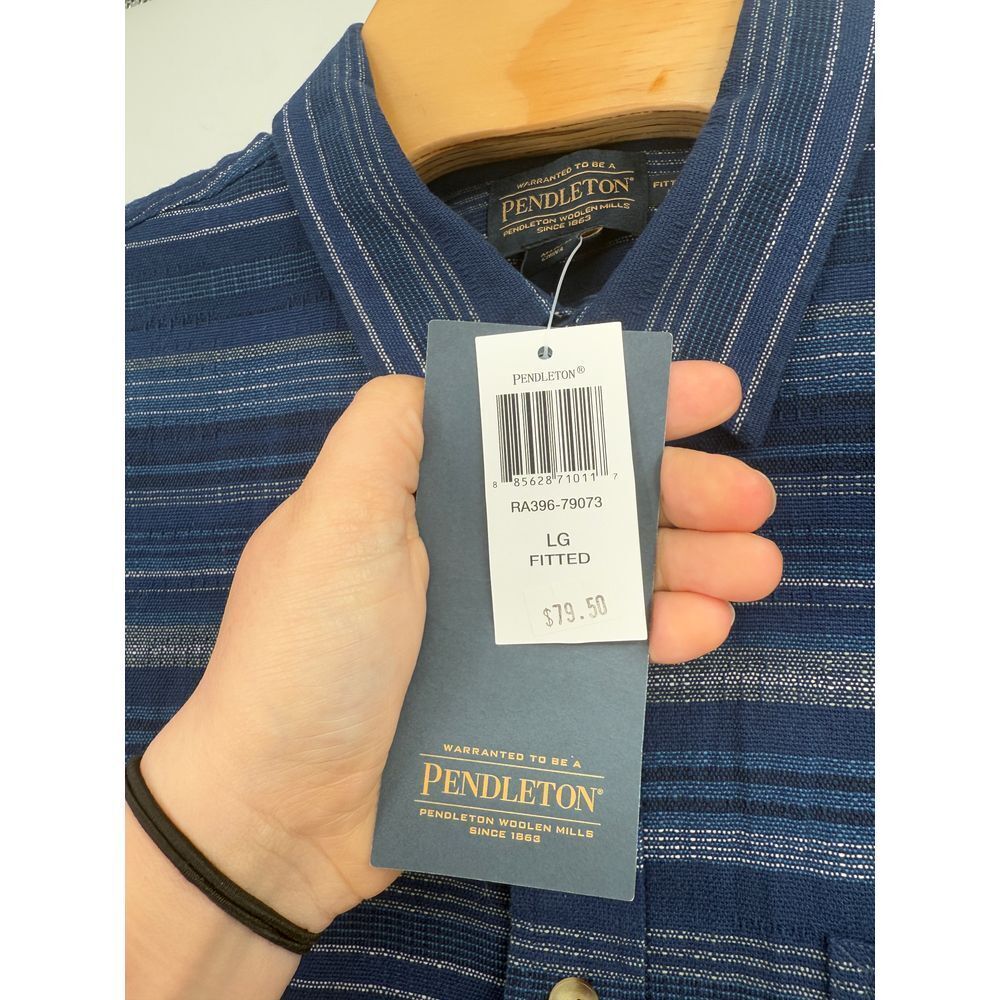 WARRANTED TO BE A
PENDLETON®
PENDLETON WOOLEN MILLS
SINCE 1863
FITT
CHINA
PENDLETON®
8 85628 71011 7
RA396-79073
LG
FITTED
$79.50
WARRANTED TO BE A
PENDLETON®
PENDLETON WOOLEN MILLS
SINCE 1863